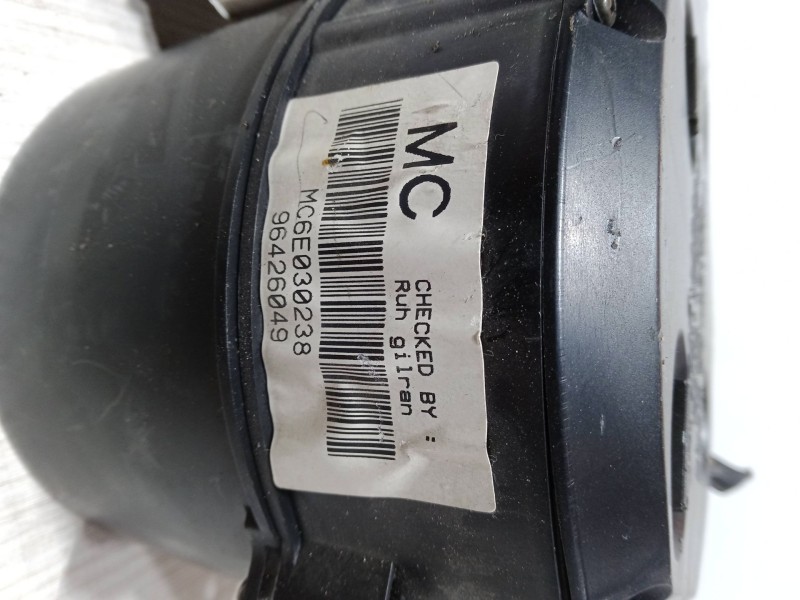 MC
CHECKED BY :
Ruh gilran
MC6E030238
96426049